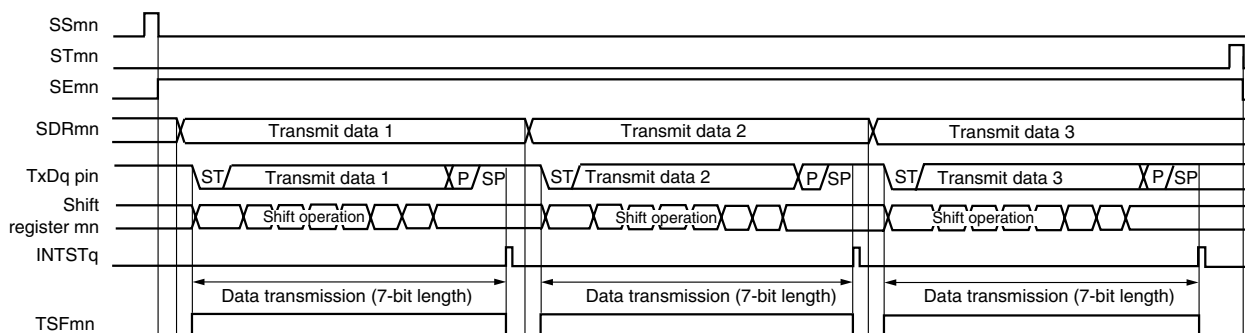 SSmn
STmn
SEmn
SDRmn Transmit data 1 Transmit data 2 Transmit data 3
TxDq pin ST Transmit data 1 P SP ST Transmit data 2 P SP ST Transmit data 3 P SP
Shift
register mn Shift operation Shift operation Shift operation
INTSTq
Data transmission (7-bit length) Data transmission (7-bit length) Data transmission (7-bit length)
TSFmn